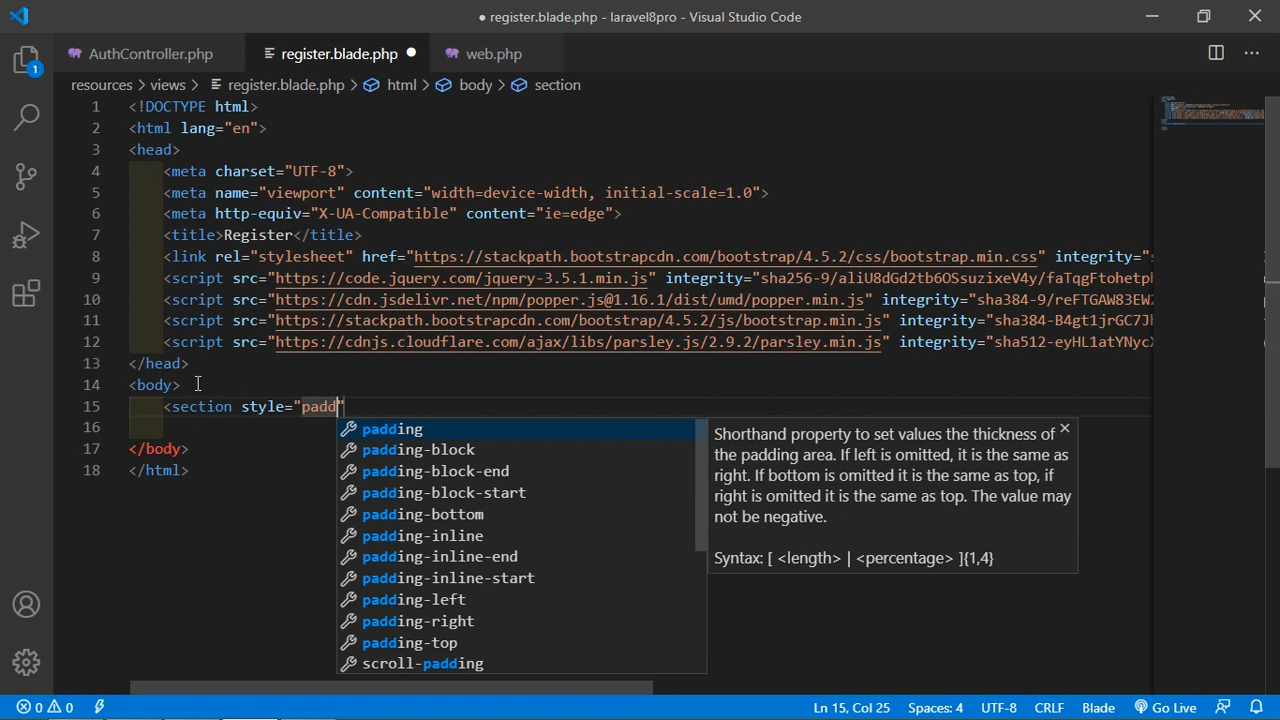 ● register.blade.php - laravel8pro - Visual Studio Code
AuthController.php register.blade.php ● web.php
resources > views > register.blade.php > html > body > section
1 <!DOCTYPE html>
2 <html lang="en">
3 <head>
4 <meta charset="UTF-8">
5 <meta name="viewport" content="width=device-width, initial-scale=1.0">
6 <meta http-equiv="X-UA-Compatible" content="ie=edge">
7 <title>Register</title>
8 <link rel="stylesheet" href="https://stackpath.bootstrapcdn.com/bootstrap/4.5.2/css/bootstrap.min.css" integrity="s
9 <script src="https://code.jquery.com/jquery-3.5.1.min.js" integrity="sha256-9/aliU8dGd2tb6OSsuzixeV4y/faTqgFtohetp
10 <script src="https://cdn.jsdelivr.net/npm/popper.js@1.16.1/dist/umd/popper.min.js" integrity="sha384-9/reFTGAW83EW2
11 <script src="https://stackpath.bootstrapcdn.com/bootstrap/4.5.2/js/bootstrap.min.js" integrity="sha384-B4gt1jrGC7J
12 <script src="https://cdnjs.cloudflare.com/ajax/libs/parsley.js/2.9.2/parsley.min.js" integrity="sha512-eyHL1atYNyc
13 </head>
14 <body>
15 <section style="padd"
16
17 </body>
18 </html>
padding
padding-block
padding-block-end
padding-block-start
padding-bottom
padding-inline
padding-inline-end
padding-inline-start
padding-left
padding-right
padding-top
scroll-padding
Shorthand property to set values the thickness of
the padding area. If left is omitted, it is the same as
right. If bottom is omitted it is the same as top, if
right is omitted it is the same as top. The value may
not be negative.
Syntax: [ <length> | <percentage> ]{1,4}
1
0 0 Ln 15, Col 25 Spaces: 4 UTF-8 CRLF Blade Go Live